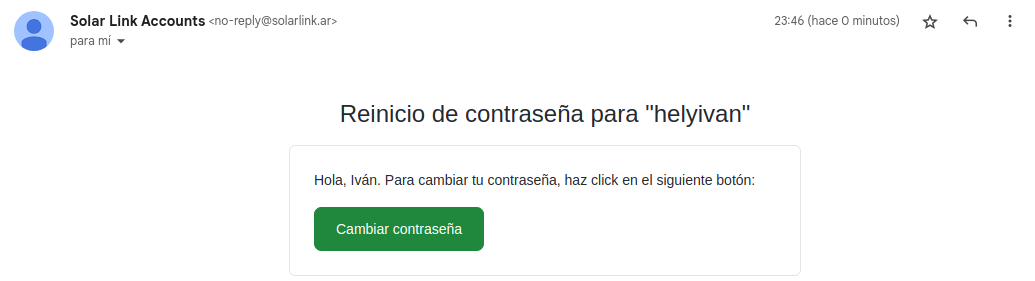 Solar Link Accounts <no-reply@solarlink.ar> 23:46 (hace 0 minutos)
para mí
Reinicio de contraseña para "helyivan"
Hola, Iván. Para cambiar tu contraseña, haz click en el siguiente botón:
Cambiar contraseña